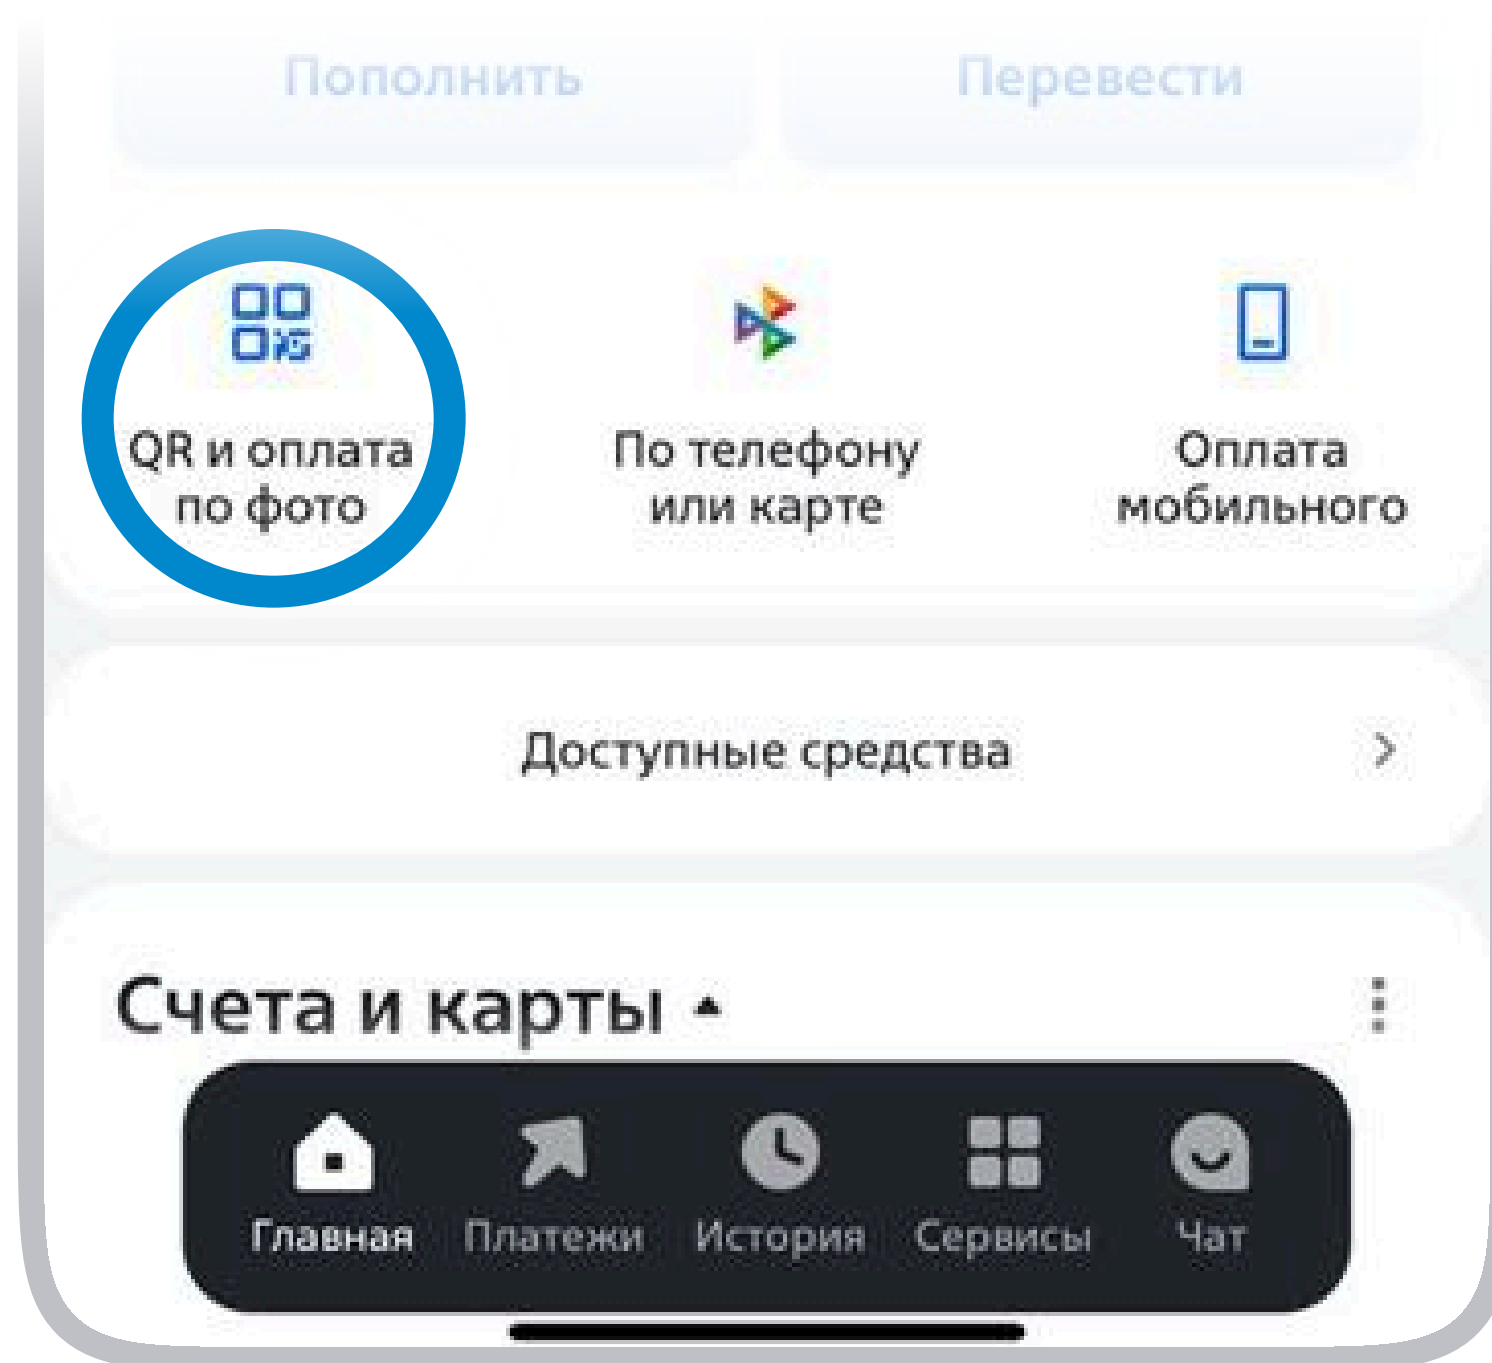 Пополнить Перевести
QR и оплата
по фото
По телефону
или карте
Оплата
мобильного
Доступные средства
Счета и карты
Главная Платежи История Сервисы Чат